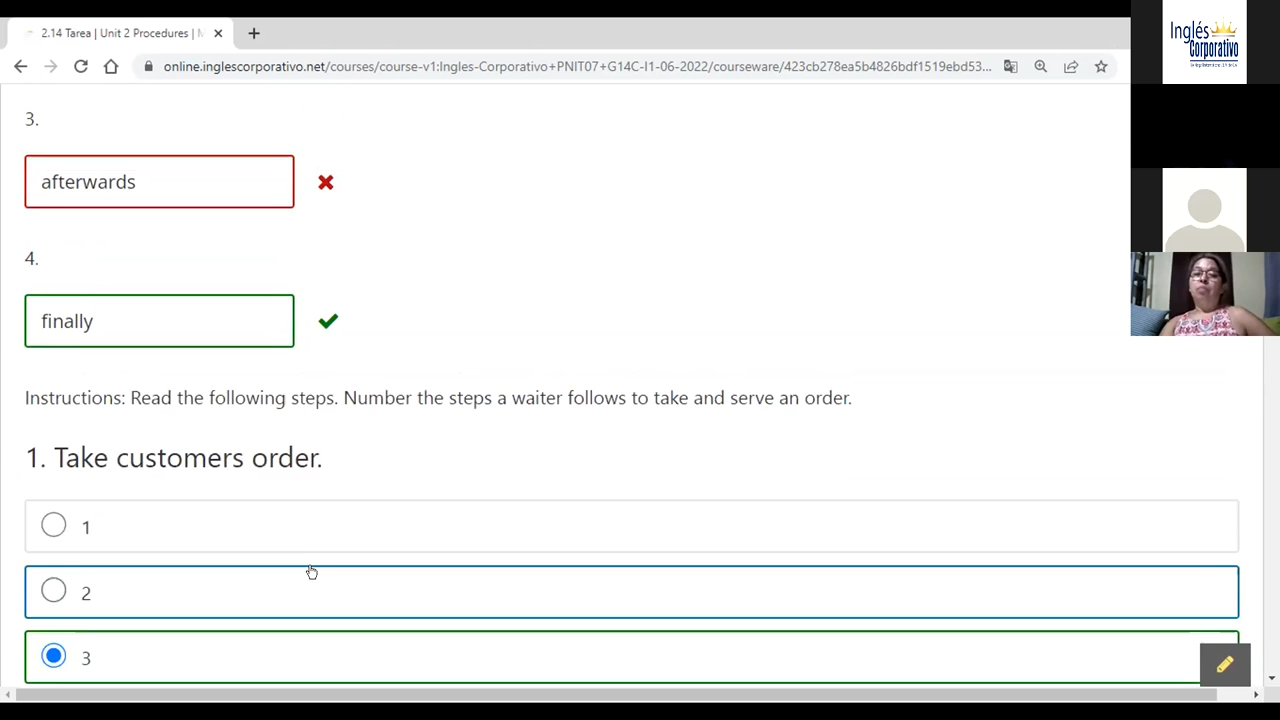 2.14 Tarea | Unit 2 Procedures | M
online.inglescorporativo.net/courses/course-v1:Ingles-Corporativo+PNIT07+G14C-I1-06-2022/courseware/423cb278ea5b4826bdf1519ebd53...
Inglés
Corporativo
3.
afterwards
4.
finally
Instructions: Read the following steps. Number the steps a waiter follows to take and serve an order.
1. Take customers order.
1
2
3